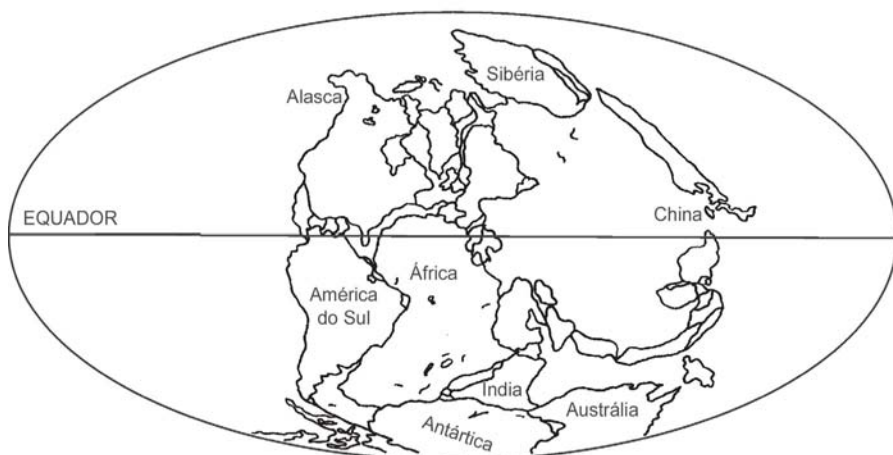 Sibéria
Alasca
EQUADOR
China
África
América
do Sul
Índia
Austrália
Antártica